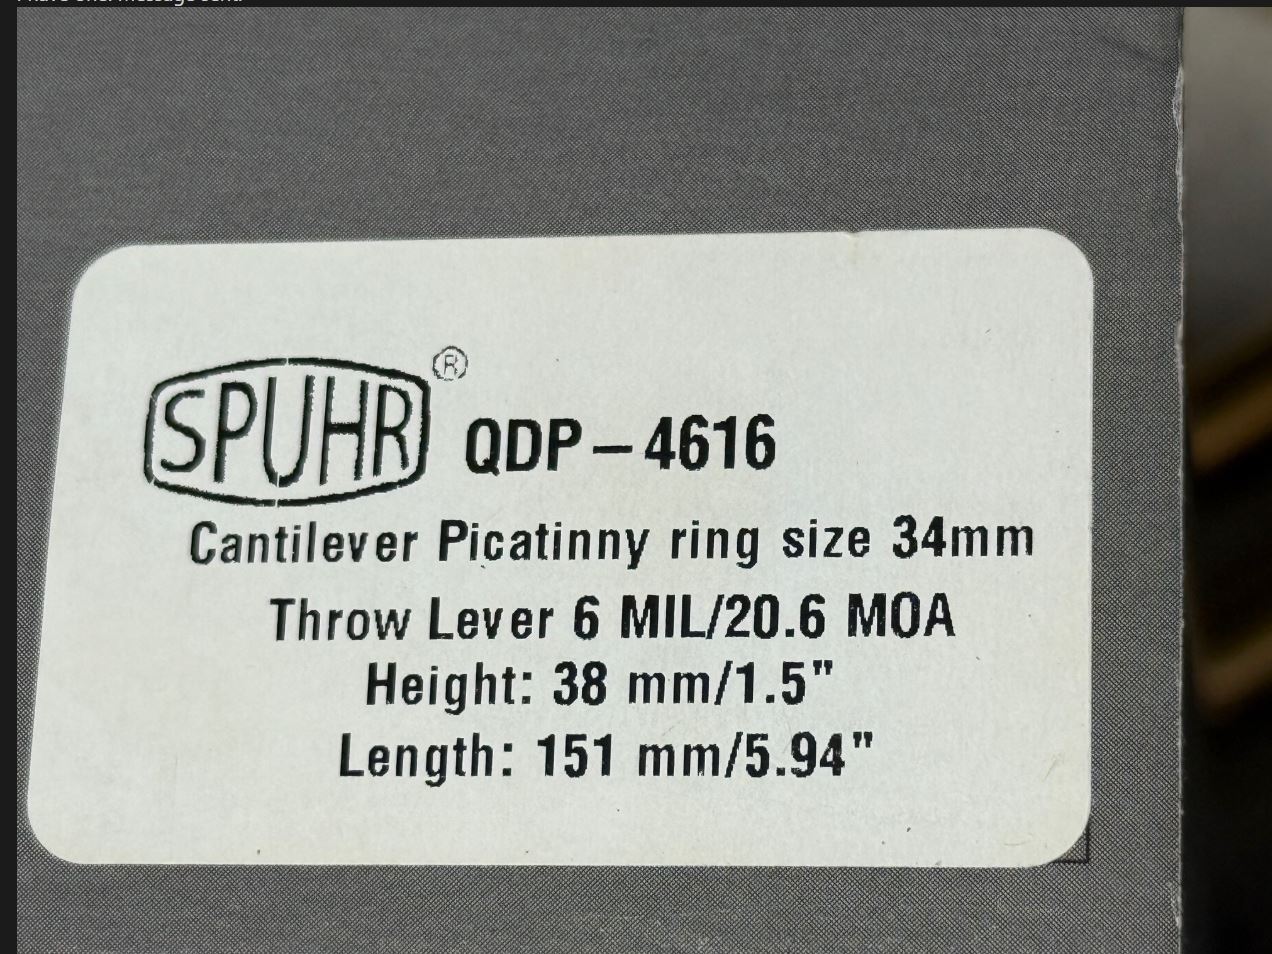 SPUHR® QDP-4616
Cantilever Picatinny ring size 34mm
Throw Lever 6 MIL/20.6 MOA
Height: 38 mm/1.5"
Length: 151 mm/5.94"